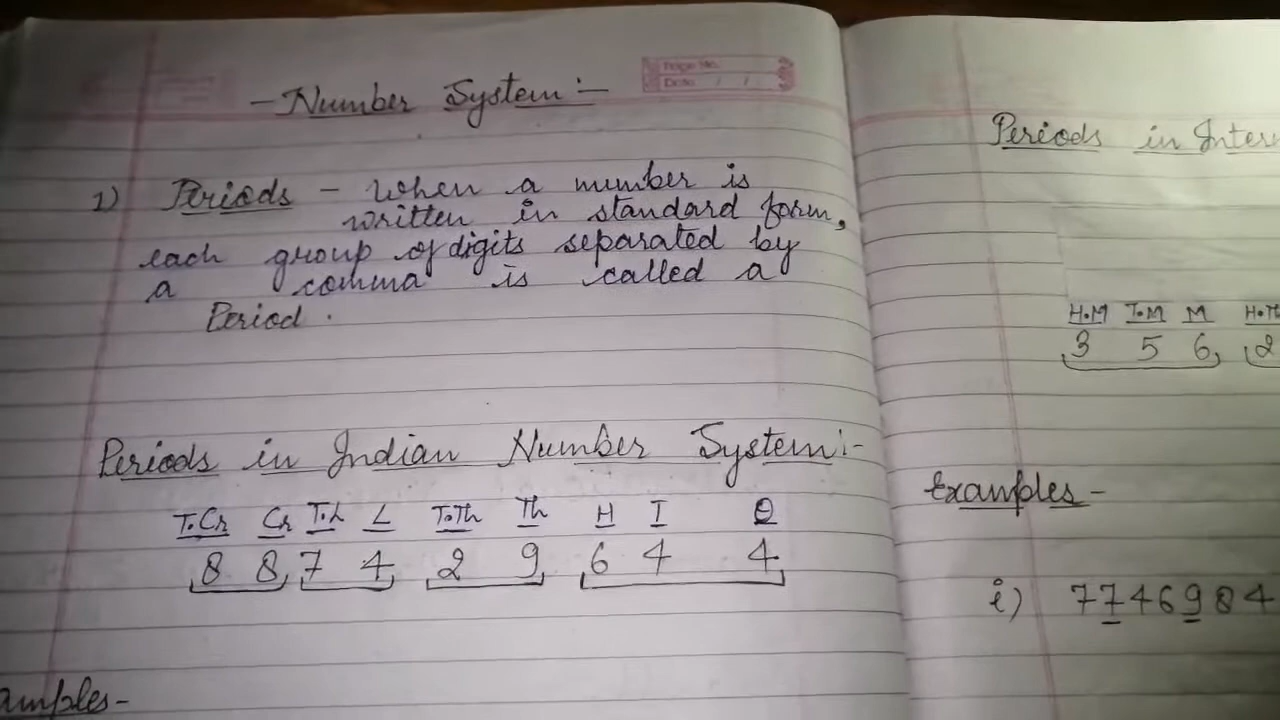 - Number System :-
Page No.
Date / /
1) Periods - When a number is
written in standard form,
each group of digits separated by
a comma is called a
Period.
Periods in Indian Number System:-
T.Cr Cr T.L L T.Th Th H T O
8 8, 7 4, 2 9, 6 4 4
Periods in Inter
H.M T.M M H.Th
3 5 6, 2
Examples-
i) 7746984